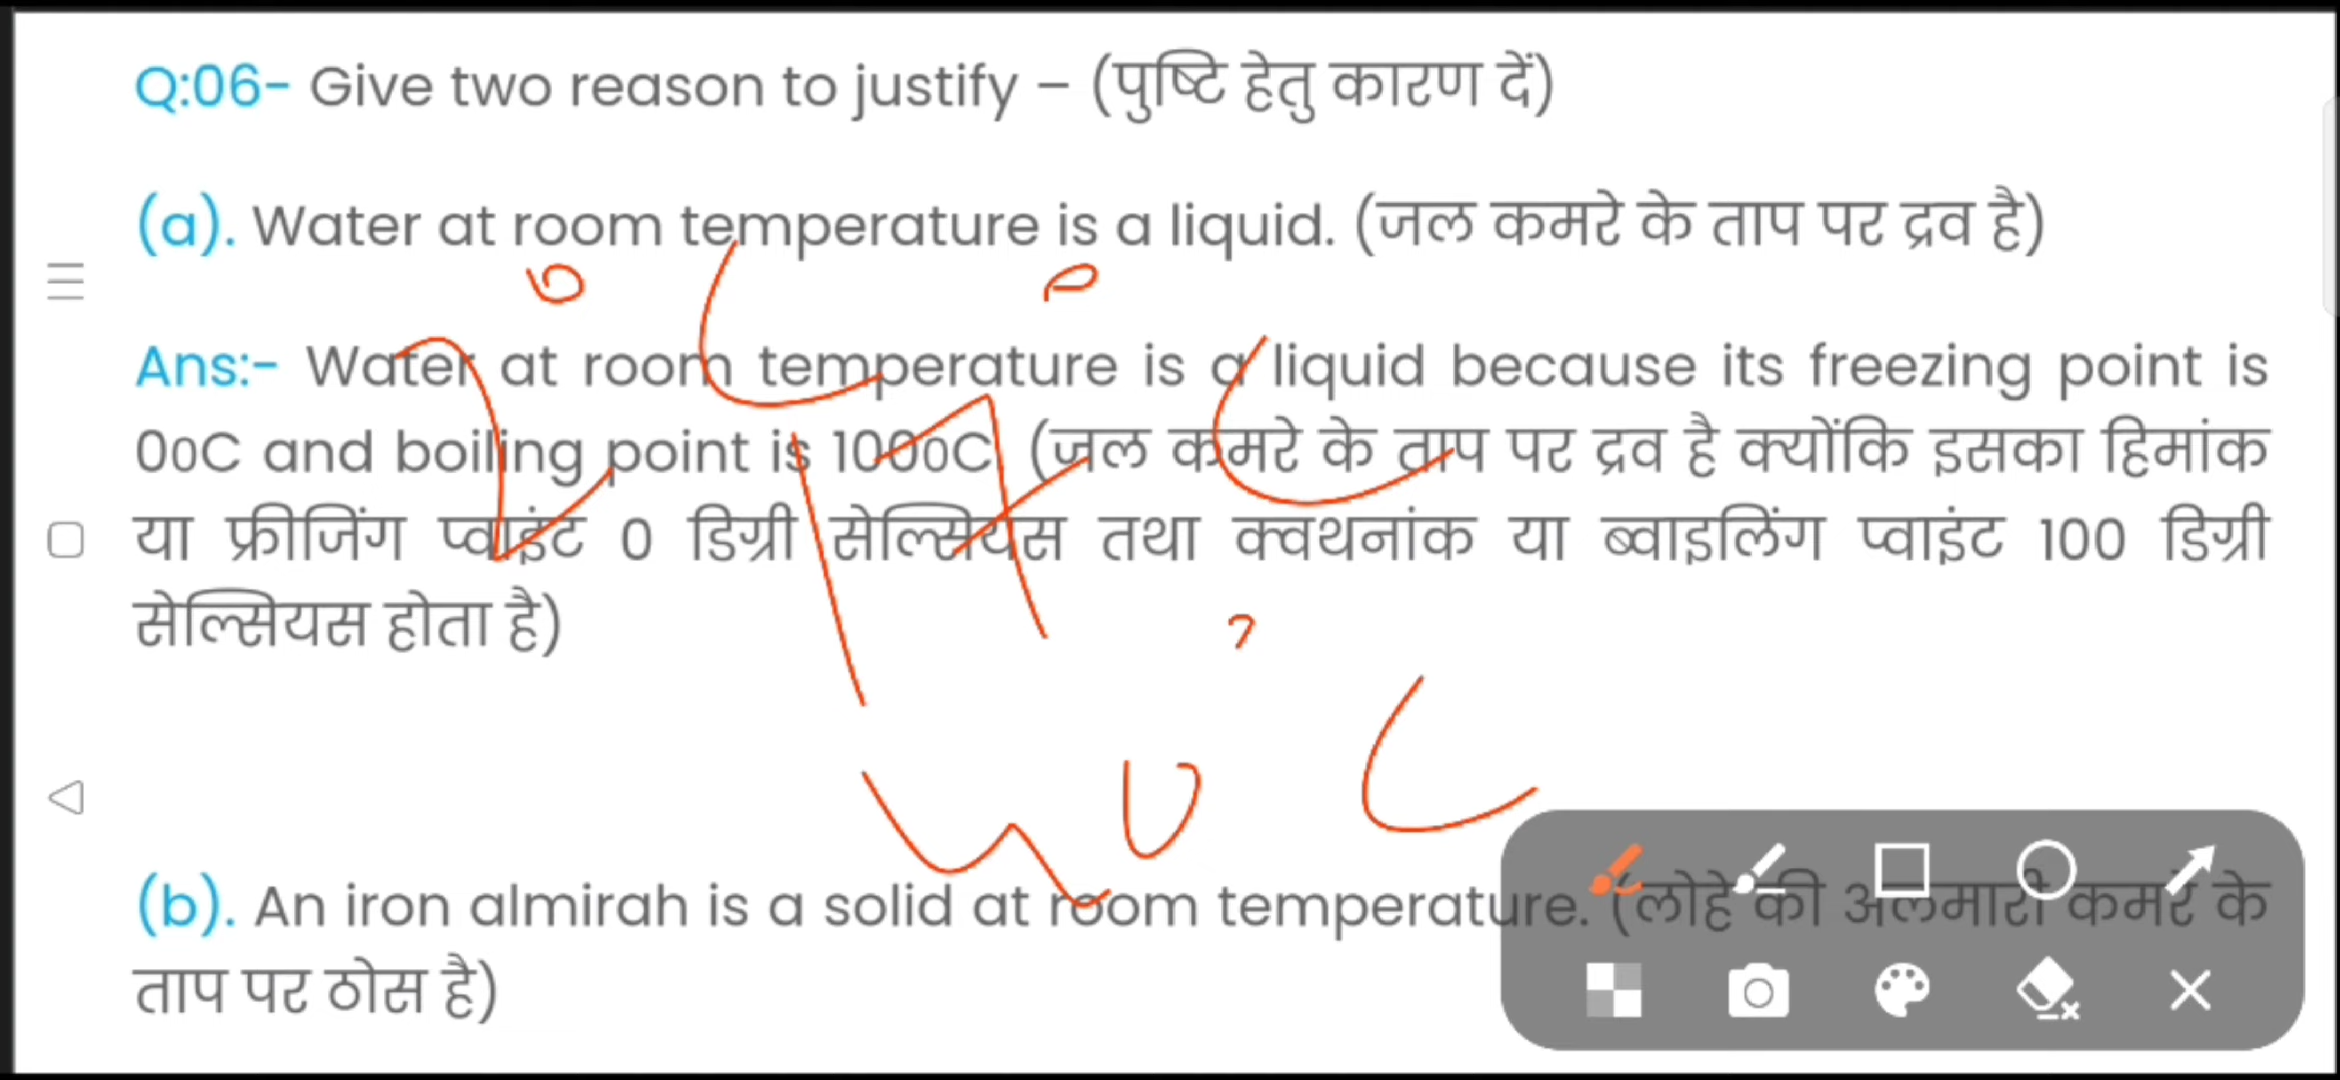 Q:06- Give two reason to justify – (पुष्टि हेतु कारण दें)
(a). Water at room temperature is a liquid. (जल कमरे के ताप पर द्रव है)
Ans:- Water at room temperature is a liquid because its freezing point is
0oC and boiling point is 100oC (जल कमरे के ताप पर द्रव है क्योंकि इसका हिमांक
या फ्रीजिंग प्वाइंट 0 डिग्री सेल्सियस तथा क्वथनांक या ब्वाइलिंग प्वाइंट 100 डिग्री
सेल्सियस होता है)
(b). An iron almirah is a solid at room temperature. (लोहे की अलमारी कमरे के
ताप पर ठोस है)